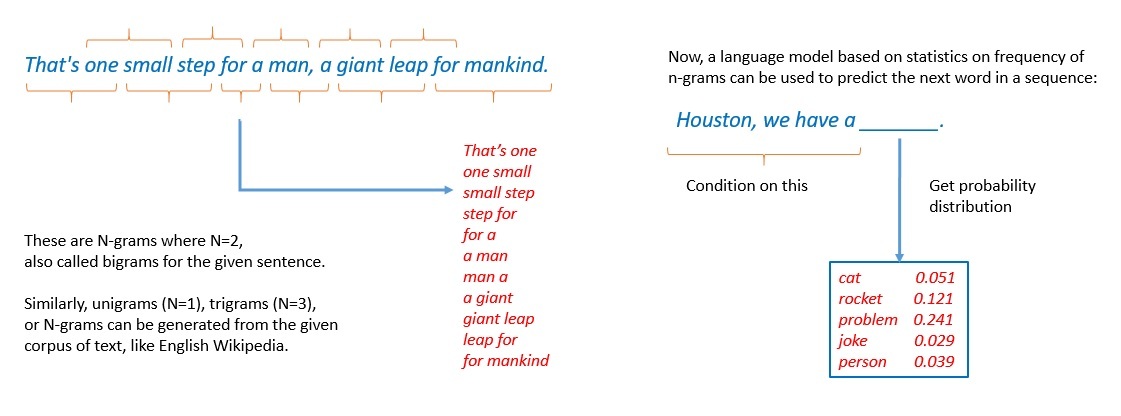 That's one small step for a man, a giant leap for mankind.
That’s one
one small
small step
step for
for a
a man
man a
a giant
giant leap
leap for
for mankind
These are N-grams where N=2,
also called bigrams for the given sentence.
Similarly, unigrams (N=1), trigrams (N=3),
or N-grams can be generated from the given
corpus of text, like English Wikipedia.
Now, a language model based on statistics on frequency of
n-grams can be used to predict the next word in a sequence:
Houston, we have a _______.
Condition on this
Get probability
distribution
cat 0.051
rocket 0.121
problem 0.241
joke 0.029
person 0.039